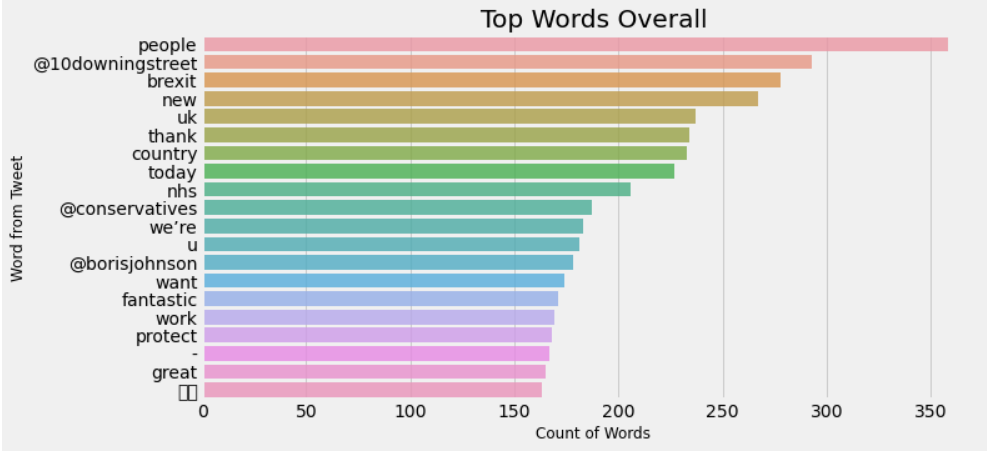 Top Words Overall
people
@10downingstreet
brexit
new
uk
thank
country
today
nhs
@conservatives
we’re
u
@borisjohnson
want
fantastic
work
protect
-
great
0 50 100 150 200 250 300 350
Count of Words
Word from Tweet